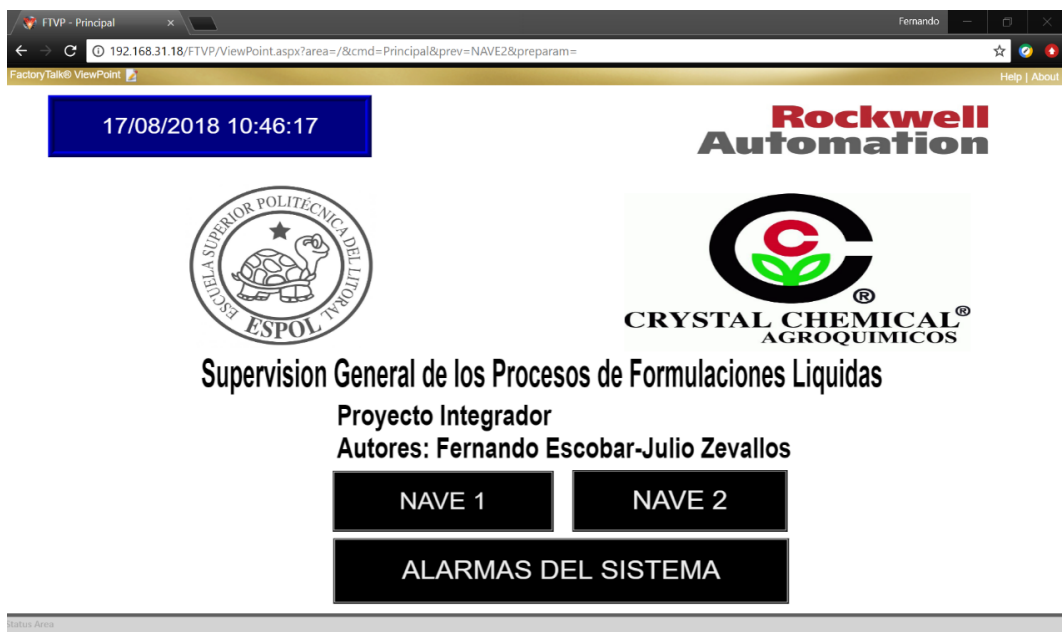 FTVP - Principal
Fernando
192.168.31.18/FTVP/ViewPoint.aspx?area=/&cmd=Principal&prev=NAVE2&preparam=
FactoryTalk® ViewPoint
Help | About
17/08/2018 10:46:17
Rockwell
Automation
ESCUELA SUPERIOR POLITÉCNICA DEL LITORAL
ESPOL
®
CRYSTAL CHEMICAL®
AGROQUIMICOS
Supervision General de los Procesos de Formulaciones Liquidas
Proyecto Integrador
Autores: Fernando Escobar-Julio Zevallos
NAVE 1
NAVE 2
ALARMAS DEL SISTEMA
Status Area